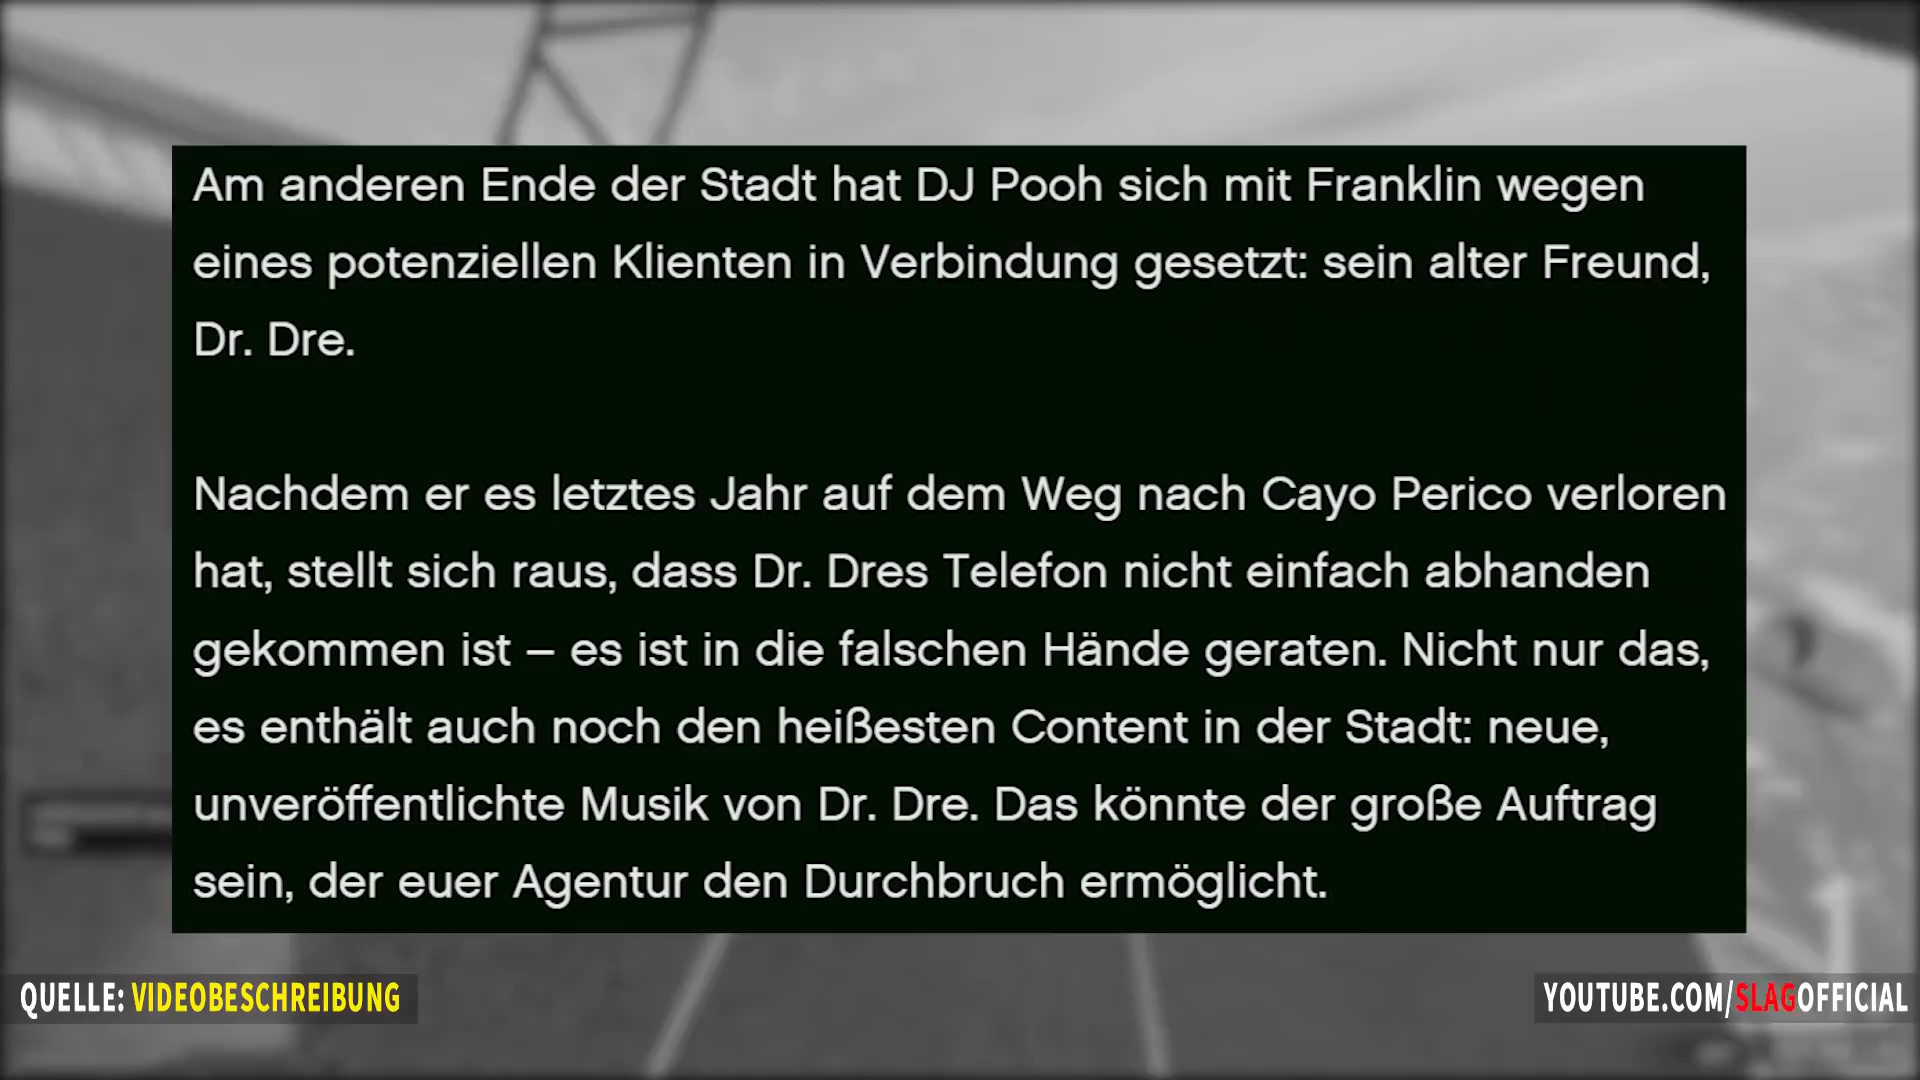 Am anderen Ende der Stadt hat DJ Pooh sich mit Franklin wegen
eines potenziellen Klienten in Verbindung gesetzt: sein alter Freund,
Dr. Dre.
Nachdem er es letztes Jahr auf dem Weg nach Cayo Perico verloren
hat, stellt sich raus, dass Dr. Dres Telefon nicht einfach abhanden
gekommen ist – es ist in die falschen Hände geraten. Nicht nur das,
es enthält auch noch den heißesten Content in der Stadt: neue,
unveröffentlichte Musik von Dr. Dre. Das könnte der große Auftrag
sein, der euer Agentur den Durchbruch ermöglicht.
QUELLE: VIDEOBESCHREIBUNG
YOUTUBE.COM/SLAGOFFICIAL